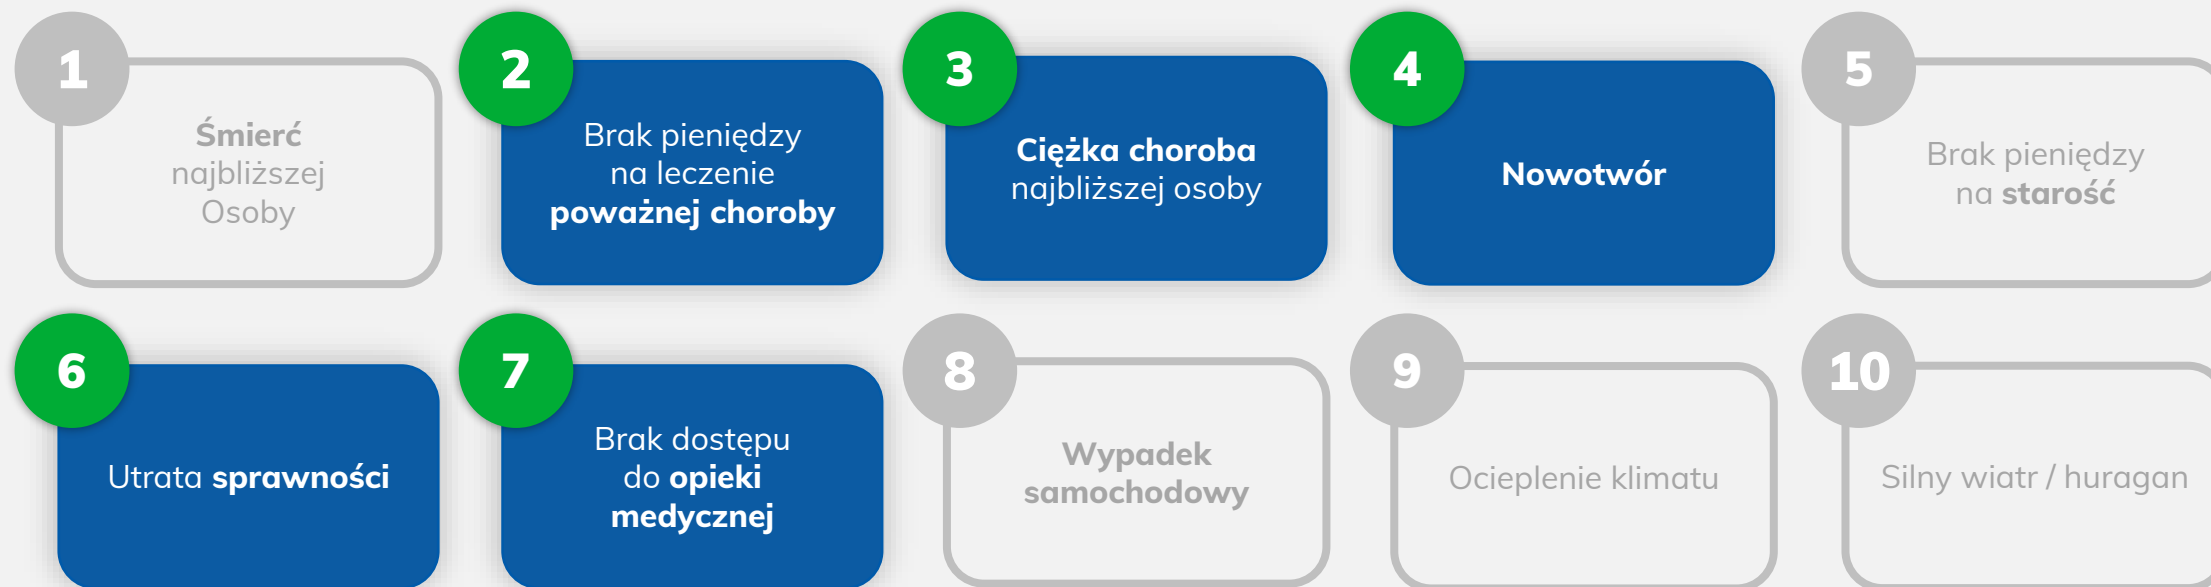 1
Śmierć
najbliższej
Osoby
2
Brak pieniędzy
na leczenie
poważnej choroby
3
Ciężka choroba
najbliższej osoby
4
Nowotwór
5
Brak pieniędzy
na starość
6
Utrata sprawności
7
Brak dostępu
do opieki
medycznej
8
Wypadek
samochodowy
9
Ocieplenie klimatu
10
Silny wiatr / huragan